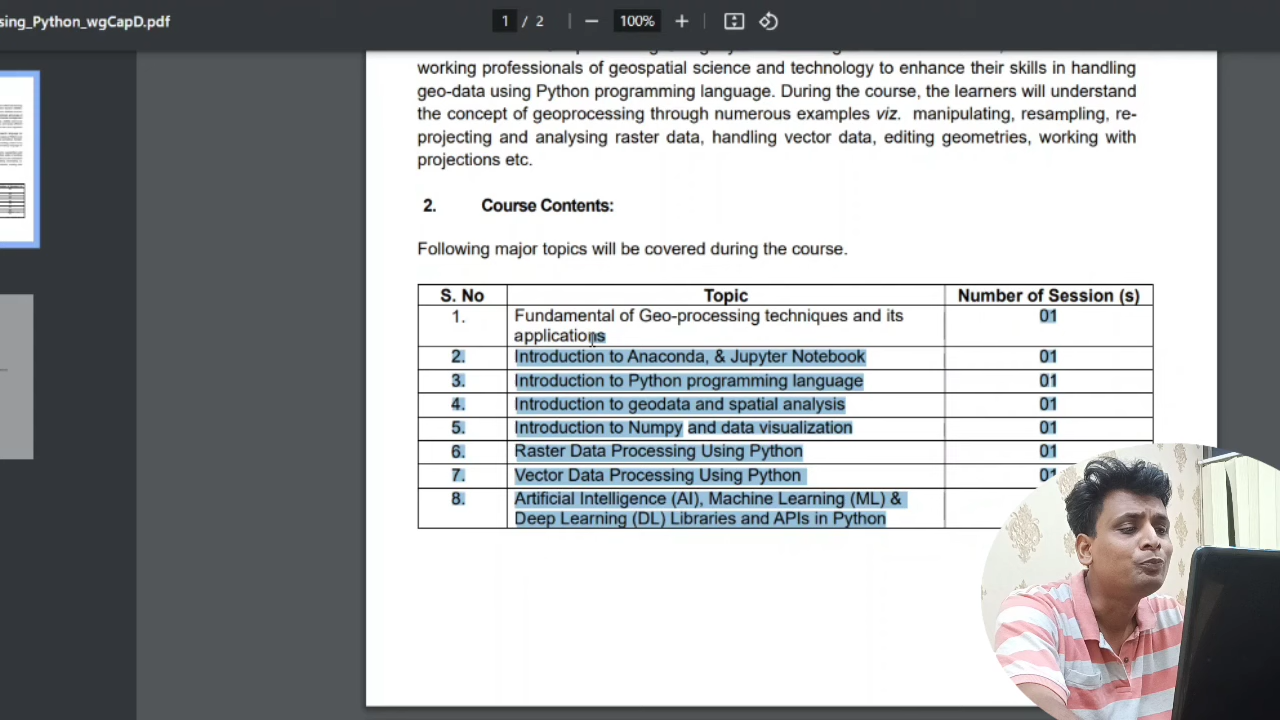 sing_Python_wgCapD.pdf
1 / 2
100%
working professionals of geospatial science and technology to enhance their skills in handling
geo-data using Python programming language. During the course, the learners will understand
the concept of geoprocessing through numerous examples viz. manipulating, resampling, re-
projecting and analysing raster data, handling vector data, editing geometries, working with
projections etc.
2. Course Contents:
Following major topics will be covered during the course.
S. No Topic Number of Session (s)
1. Fundamental of Geo-processing techniques and its 01
applications
2. Introduction to Anaconda, & Jupyter Notebook 01
3. Introduction to Python programming language 01
4. Introduction to geodata and spatial analysis 01
5. Introduction to Numpy and data visualization 01
6. Raster Data Processing Using Python 01
7. Vector Data Processing Using Python 01
8. Artificial Intelligence (AI), Machine Learning (ML) &
Deep Learning (DL) Libraries and APIs in Python